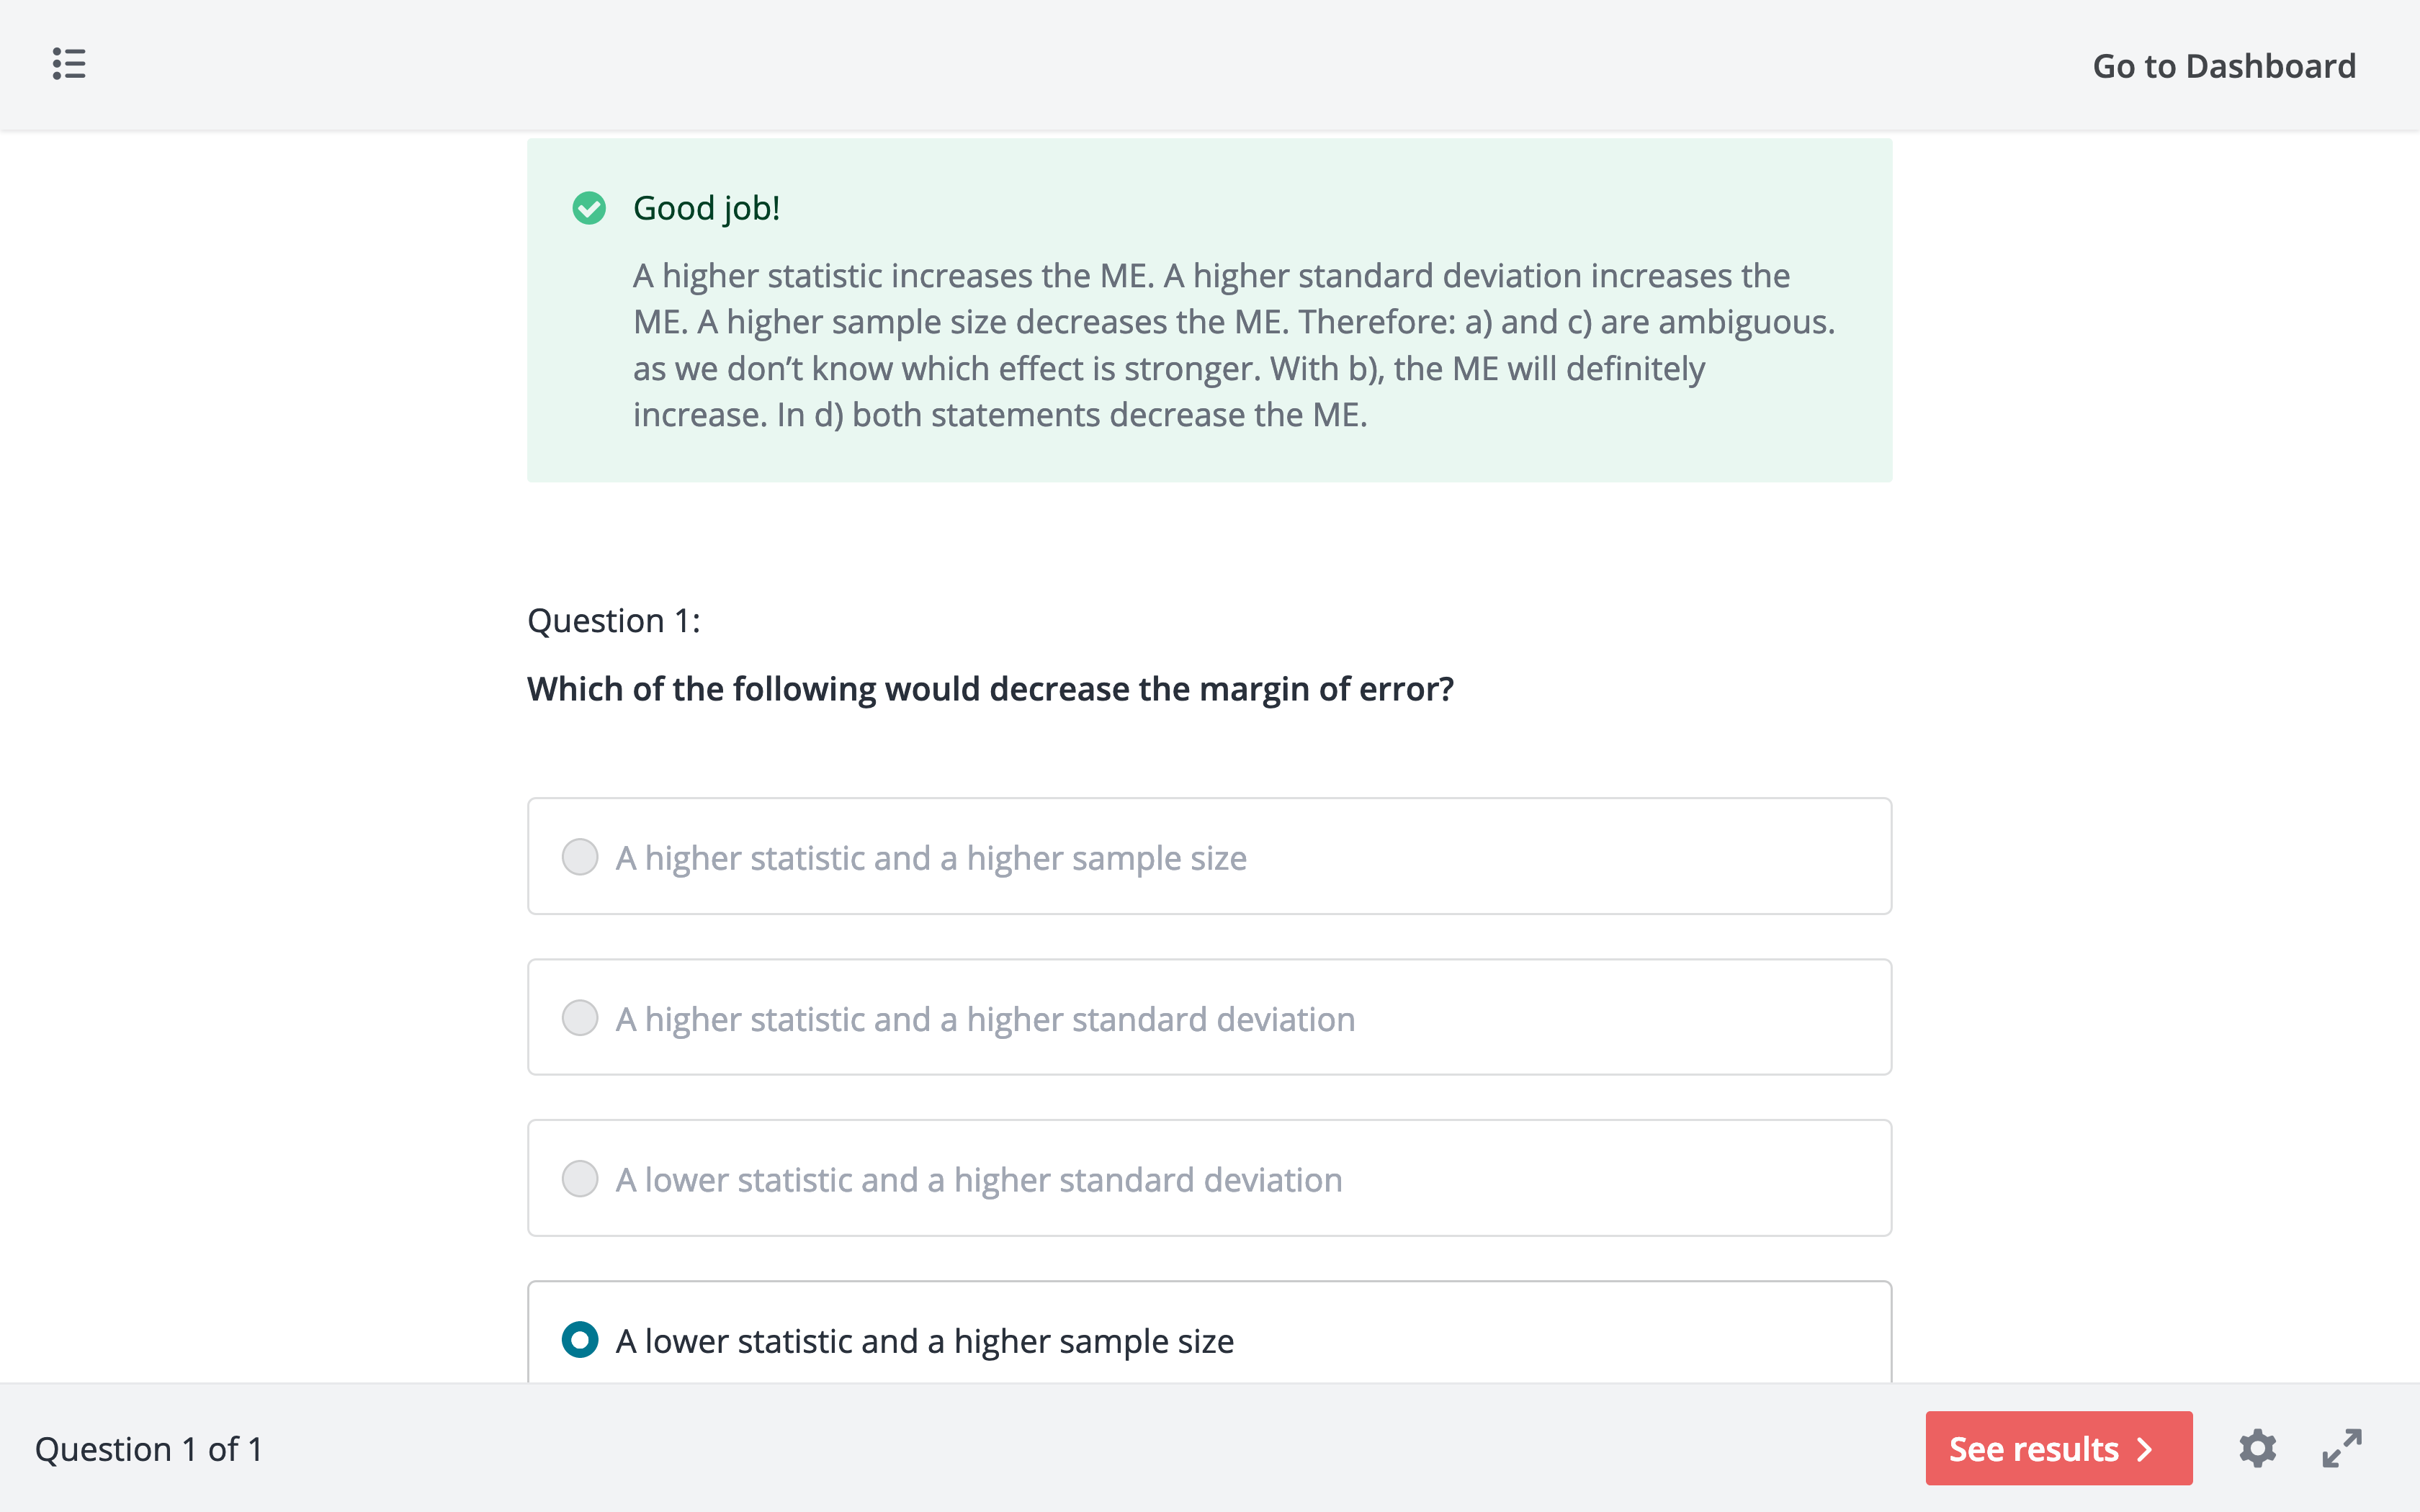 Go to Dashboard
Good job!
A higher statistic increases the ME. A higher standard deviation increases the
ME. A higher sample size decreases the ME. Therefore: a) and c) are ambiguous.
as we don’t know which effect is stronger. With b), the ME will definitely
increase. In d) both statements decrease the ME.
Question 1:
Which of the following would decrease the margin of error?
A higher statistic and a higher sample size
A higher statistic and a higher standard deviation
A lower statistic and a higher standard deviation
A lower statistic and a higher sample size
Question 1 of 1
See results